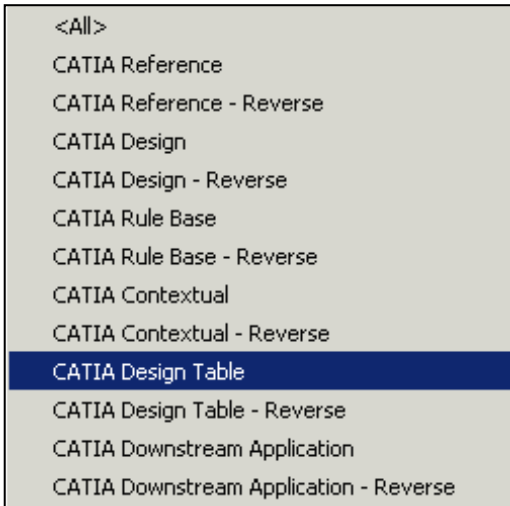 <All>
CATIA Reference
CATIA Reference - Reverse
CATIA Design
CATIA Design - Reverse
CATIA Rule Base
CATIA Rule Base - Reverse
CATIA Contextual
CATIA Contextual - Reverse
CATIA Design Table
CATIA Design Table - Reverse
CATIA Downstream Application
CATIA Downstream Application - Reverse